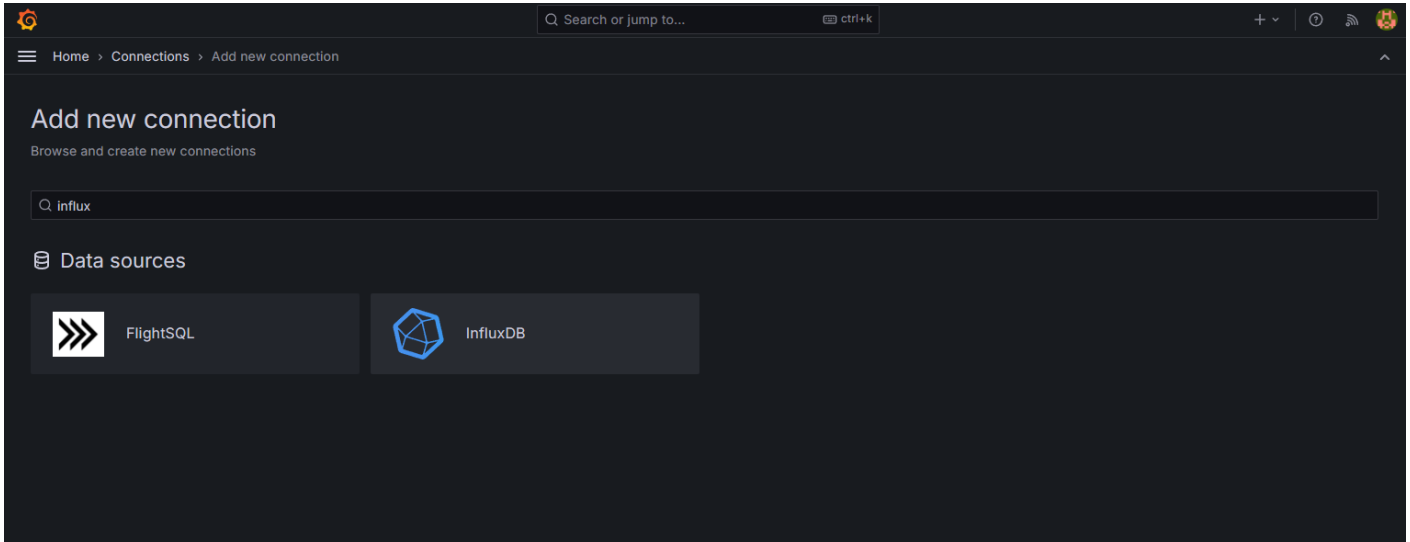 Search or jump to... ctrl+k
Home › Connections › Add new connection
Add new connection
Browse and create new connections
influx
Data sources
FlightSQL InfluxDB